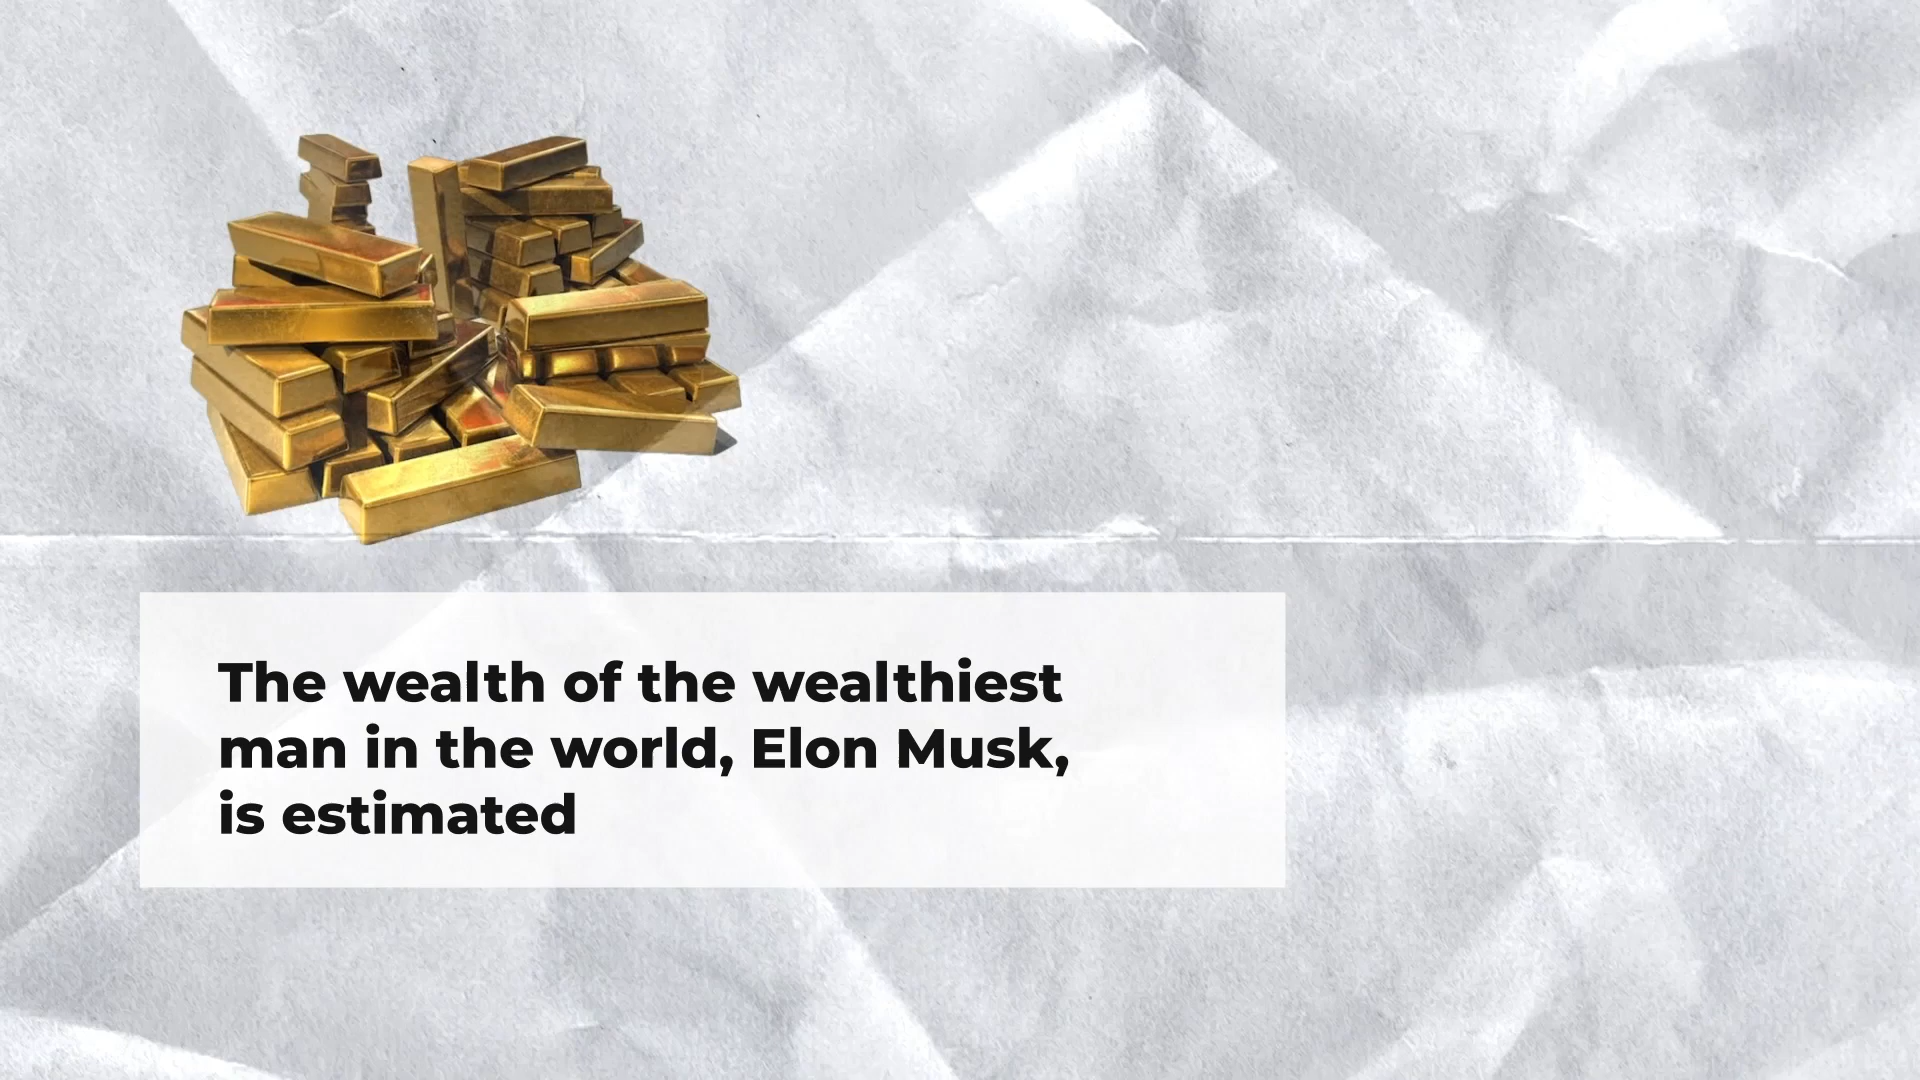 The wealth of the wealthiest
man in the world, Elon Musk,
is estimated